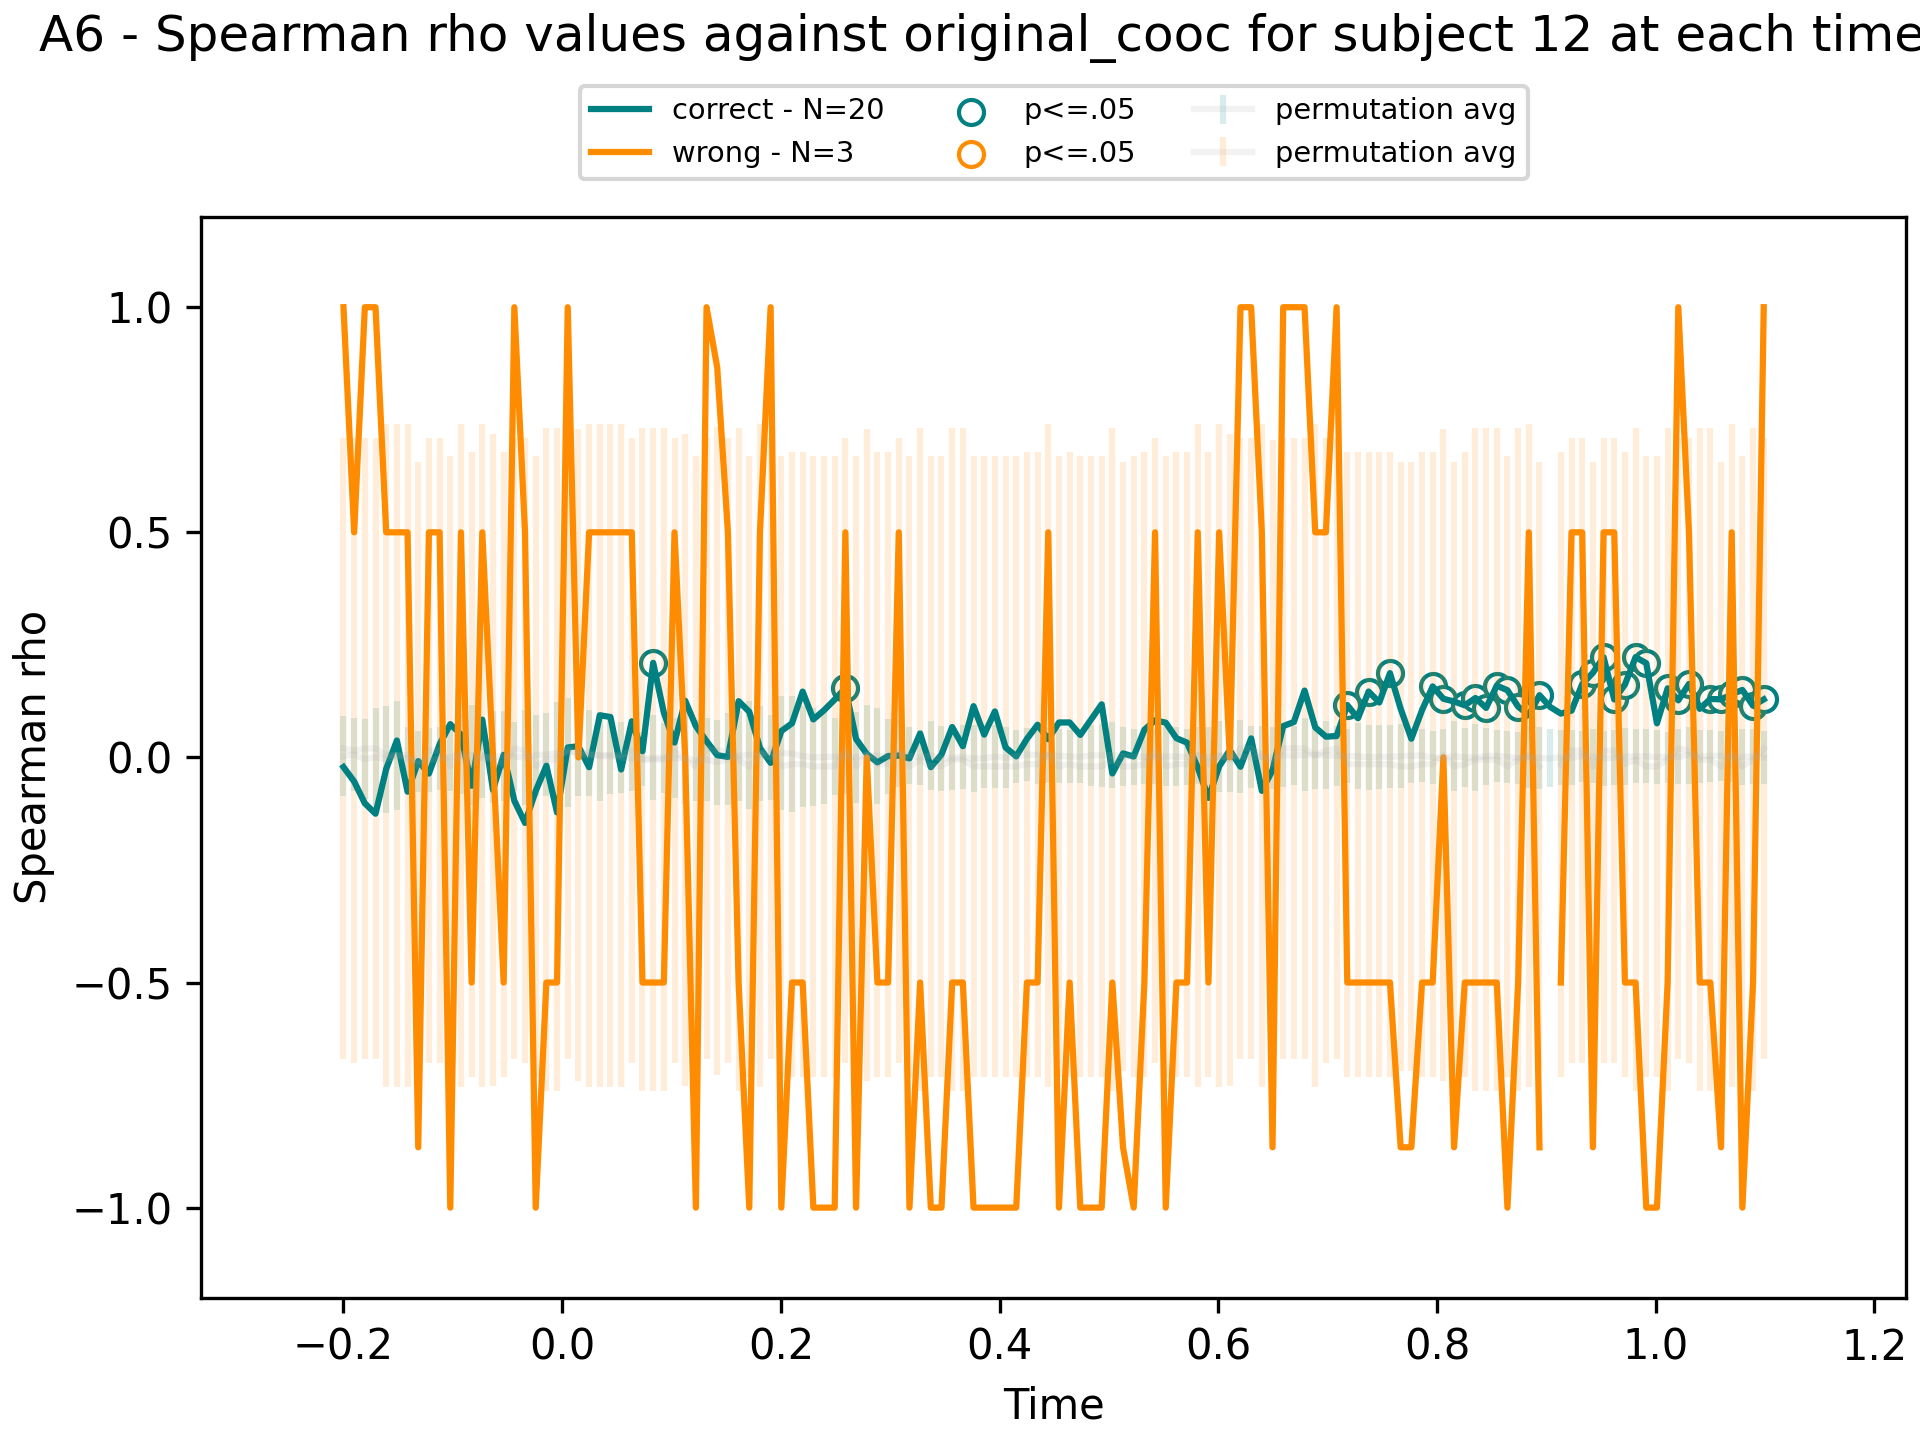 A6 - Spearman rho values against original_cooc for subject 12 at each time
correct - N=20
wrong - N=3
p<=.05
p<=.05
permutation avg
permutation avg
Spearman rho
1.0
0.5
0.0
−0.5
−1.0
−0.2
0.0
0.2
0.4
0.6
0.8
1.0
1.2
Time